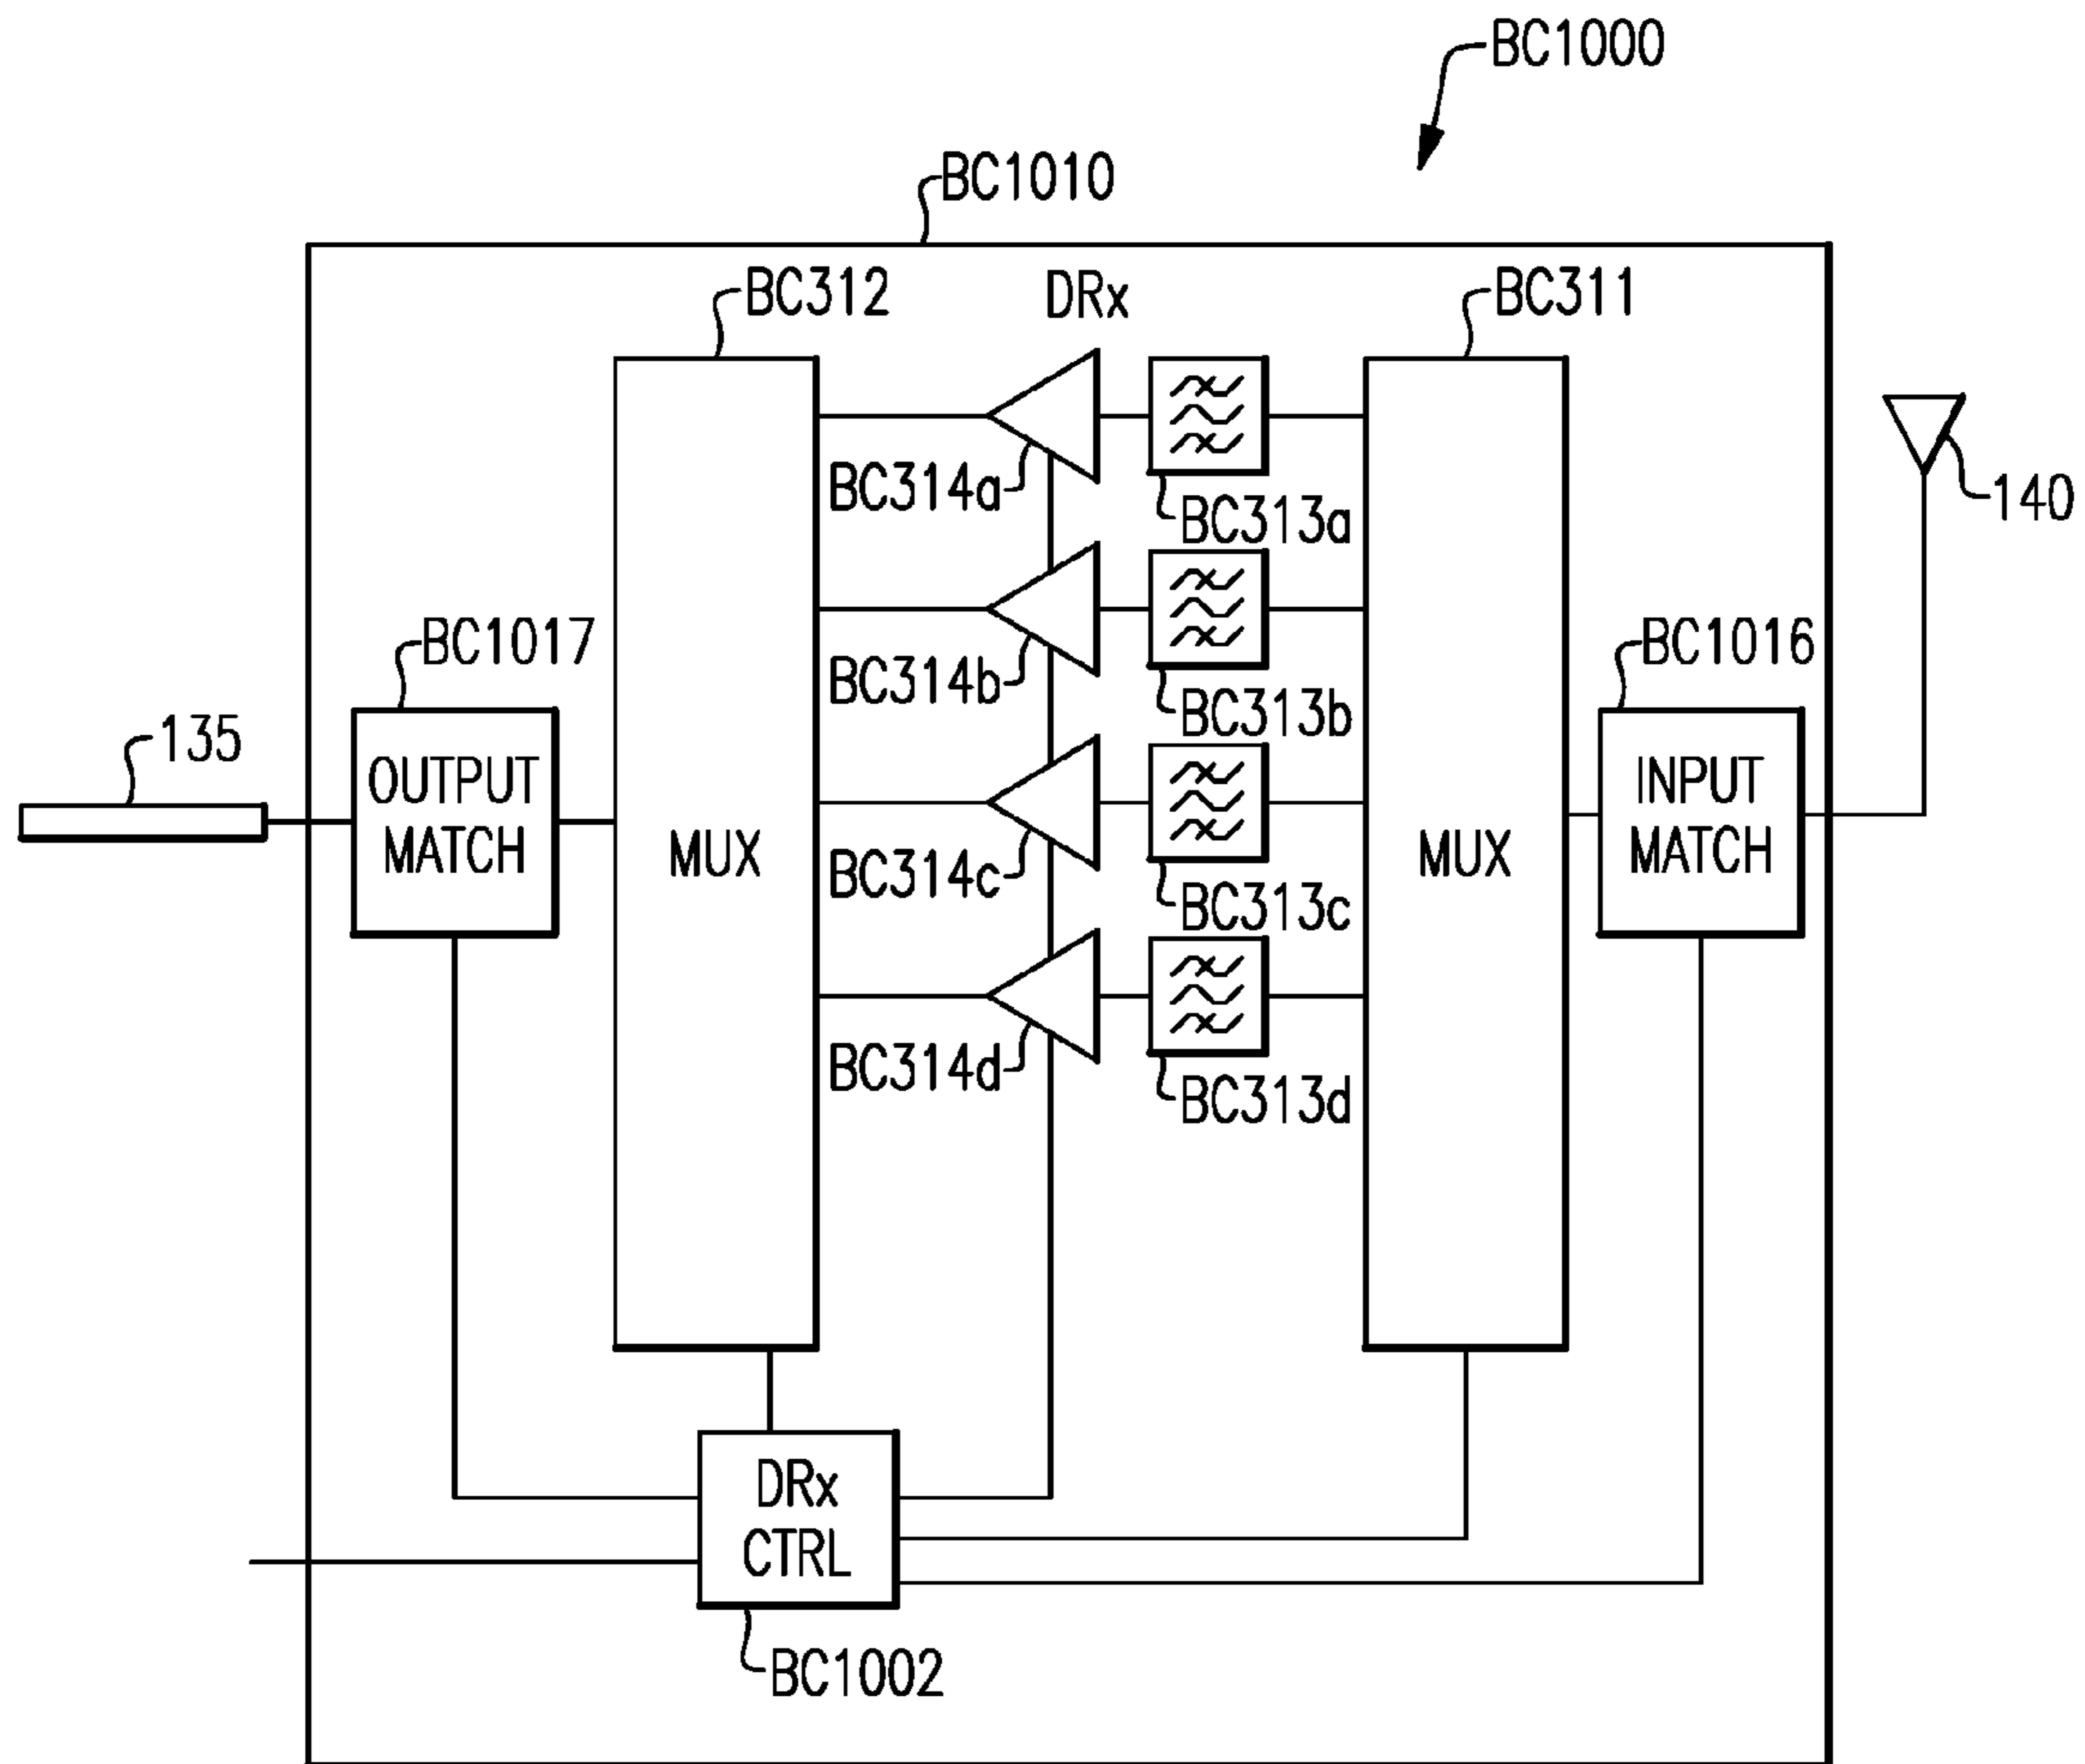 BC1000
BC1010
BC312
DRx
BC311
BC314a
BC313a
140
BC314b
BC313b
BC1017
BC1016
135
OUTPUT
MATCH
MUX
BC314c
BC313c
MUX
INPUT
MATCH
BC314d
BC313d
DRx
CTRL
BC1002